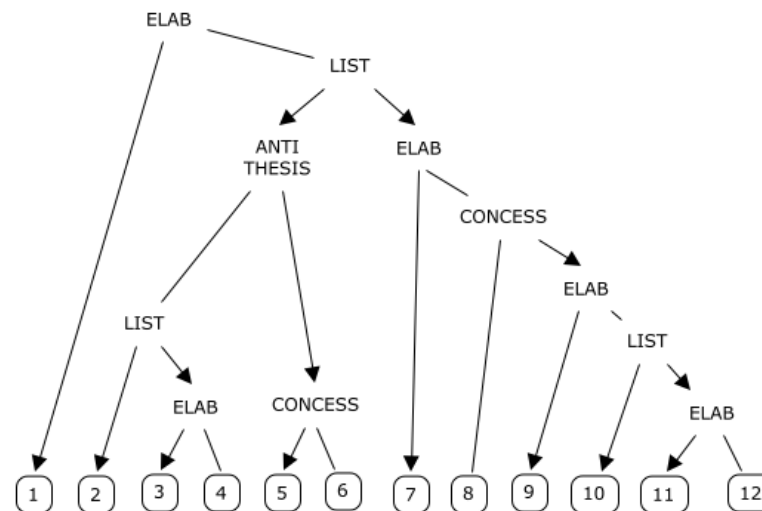 ELAB
LIST
ANTI
THESIS
ELAB
CONCESS
ELAB
LIST
LIST
ELAB
CONCESS
ELAB
1 2 3 4 5 6 7 8 9 10 11 12